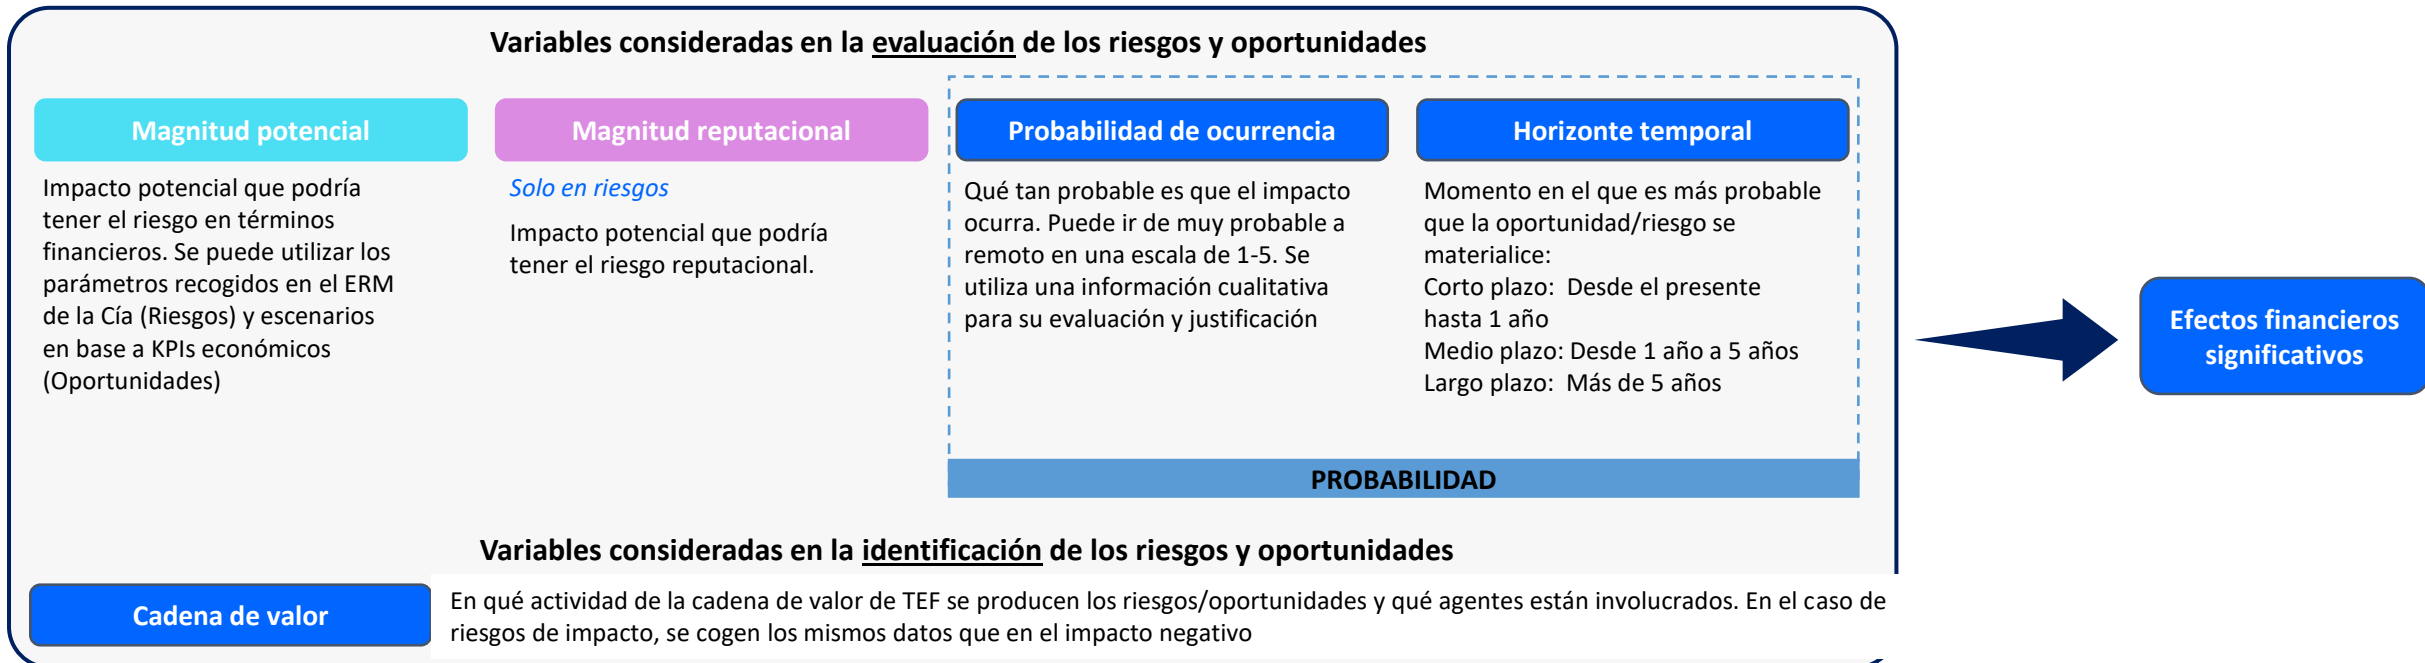 Variables consideradas en la evaluación de los riesgos y oportunidades
Magnitud potencial
Impacto potencial que podría
tener el riesgo en términos
financieros. Se puede utilizar los
parámetros recogidos en el ERM
de la Cía (Riesgos) y escenarios
en base a KPIs económicos
(Oportunidades)
Magnitud reputacional
Solo en riesgos
Impacto potencial que podría
tener el riesgo reputacional.
Probabilidad de ocurrencia
Qué tan probable es que el impacto
ocurra. Puede ir de muy probable a
remoto en una escala de 1-5. Se
utiliza una información cualitativa
para su evaluación y justificación
Horizonte temporal
Momento en el que es más probable
que la oportunidad/riesgo se
materialice:
Corto plazo: Desde el presente
hasta 1 año
Medio plazo: Desde 1 año a 5 años
Largo plazo: Más de 5 años
PROBABILIDAD
Efectos financieros
significativos
Variables consideradas en la identificación de los riesgos y oportunidades
Cadena de valor
En qué actividad de la cadena de valor de TEF se producen los riesgos/oportunidades y qué agentes están involucrados. En el caso de
riesgos de impacto, se cogen los mismos datos que en el impacto negativo